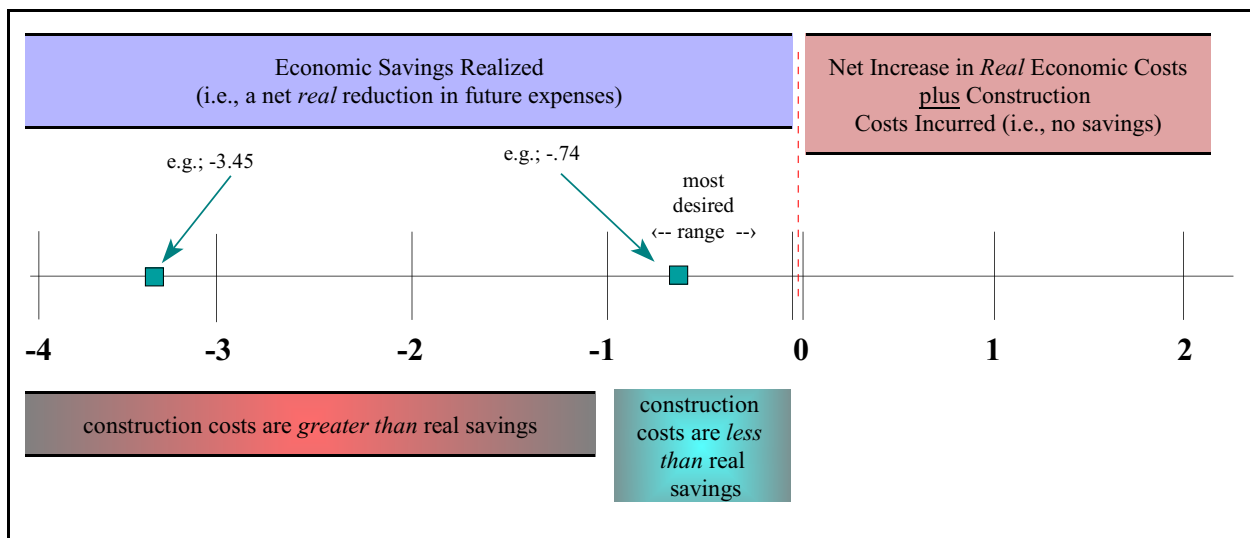 Economic Savings Realized
(i.e., a net real reduction in future expenses)
Net Increase in Real Economic Costs
plus Construction
Costs Incurred (i.e., no savings)
e.g.; -3.45
e.g.; -.74
most
desired
‹-- range --›
-4
-3
-2
-1
0
1
2
construction costs are greater than real savings
construction
costs are less
than real
savings